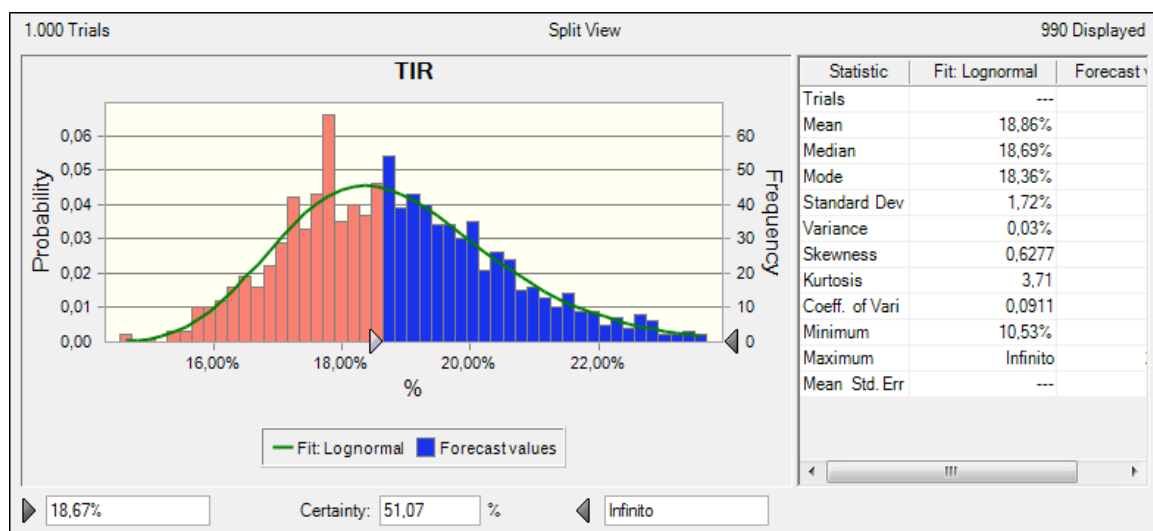 1.000 Trials Split View 990 Displayed
TIR
0,06
0,05
0,04
0,03
0,02
0,01
0,00
Probability
60
50
40
30
20
10
0
Frequency
16,00% 18,00% 20,00% 22,00%
%
Fit: Lognormal Forecast values
Statistic Fit: Lognormal Forecast
Trials ---
Mean 18,86%
Median 18,69%
Mode 18,36%
Standard Dev 1,72%
Variance 0,03%
Skewness 0,6277
Kurtosis 3,71
Coeff. of Vari 0,0911
Minimum 10,53%
Maximum Infinito
Mean Std. Err ---
18,67% Certainty: 51,07 % Infinito